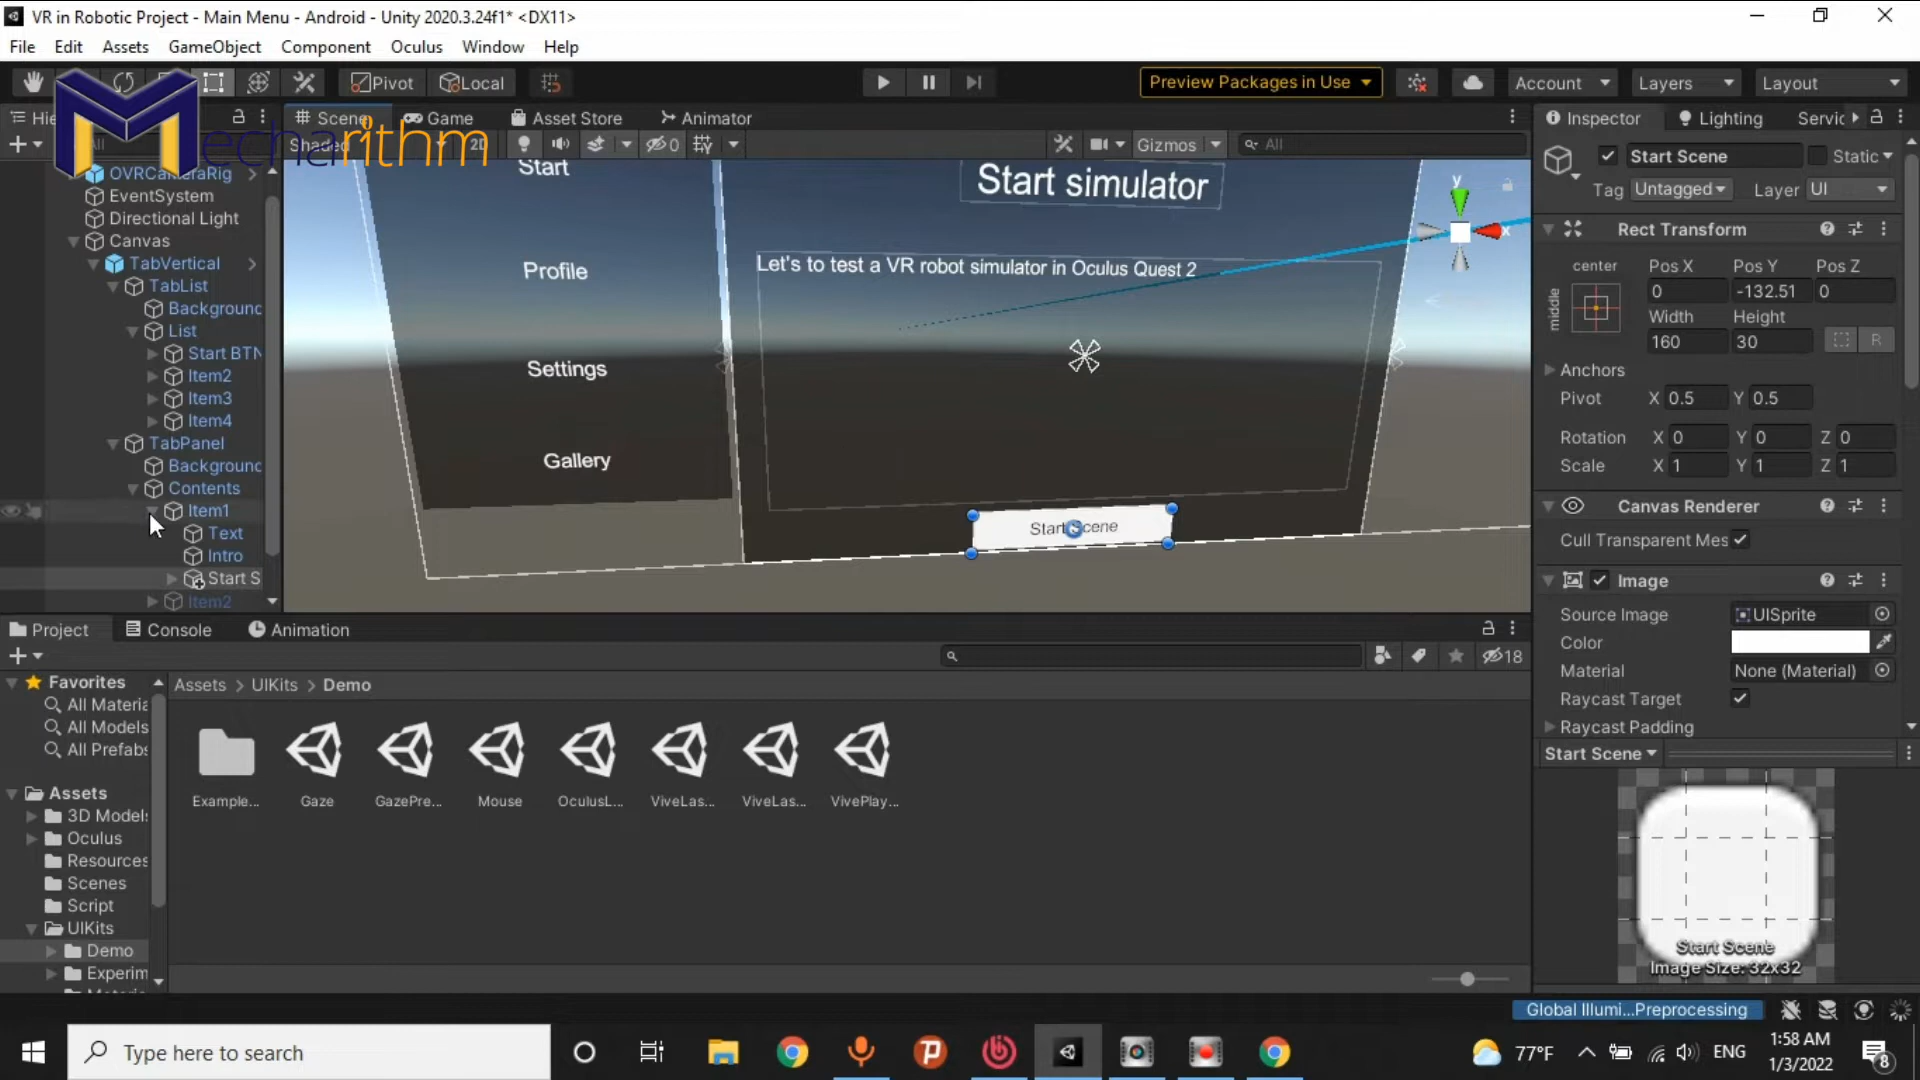 VR in Robotic Project - Main Menu - Android - Unity 2020.3.24f1* <DX11>
File Edit Assets GameObject Component Oculus Window Help
Pivot Local Preview Packages in Use Account Layers Layout
Scene Game Asset Store Animator
Inspector Lighting
2D Gizmos All
Mecharithm
OVRCameraRig
EventSystem
Directional Light
Canvas
TabVertical
TabList
Background
List
Start BTN
Item2
Item3
Item4
TabPanel
Background
Contents
Item1
Text
Intro
Start S
Item2
Start
Profile
Settings
Gallery
Start simulator
Let's to test a VR robot simulator in Oculus Quest 2
Start Scene
y
x
Start Scene Static
Tag Untagged Layer UI
Rect Transform
center Pos X Pos Y Pos Z
middle 0 -132.51 0
Width Height
160 30 R
Anchors
Pivot X 0.5 Y 0.5
Rotation X 0 Y 0 Z 0
Scale X 1 Y 1 Z 1
Canvas Renderer
Cull Transparent Mes
Image
Source Image UISprite
Color
Material None (Material)
Raycast Target
Raycast Padding
Start Scene
Start Scene
Image Size: 32x32
Project Console Animation
18
Favorites
All Materia
All Models
All Prefabs
Assets
3D Models
Oculus
Resources
Scenes
Script
UIKits
Demo
Experim
Assets > UIKits > Demo
Example... Gaze GazePre... Mouse OculusL... ViveLas... ViveLas... VivePlay...
Global Illumi...Preprocessing
Type here to search
77°F ENG
1:58 AM
1/3/2022
8